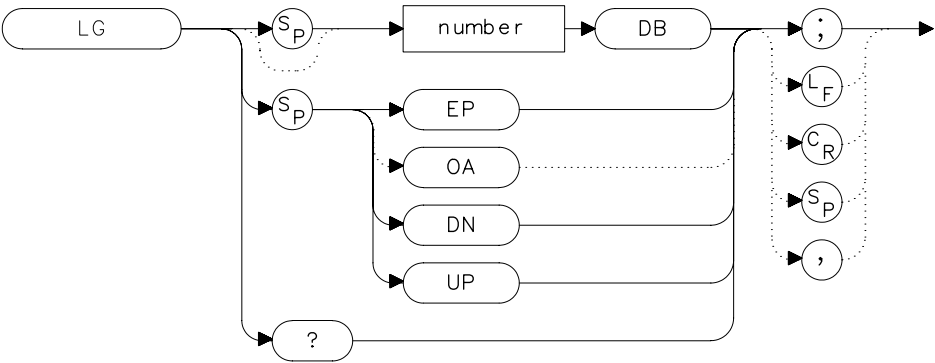 LG
SP
number
DB
;
SP
EP
LF
OA
CR
DN
SP
UP
,
?